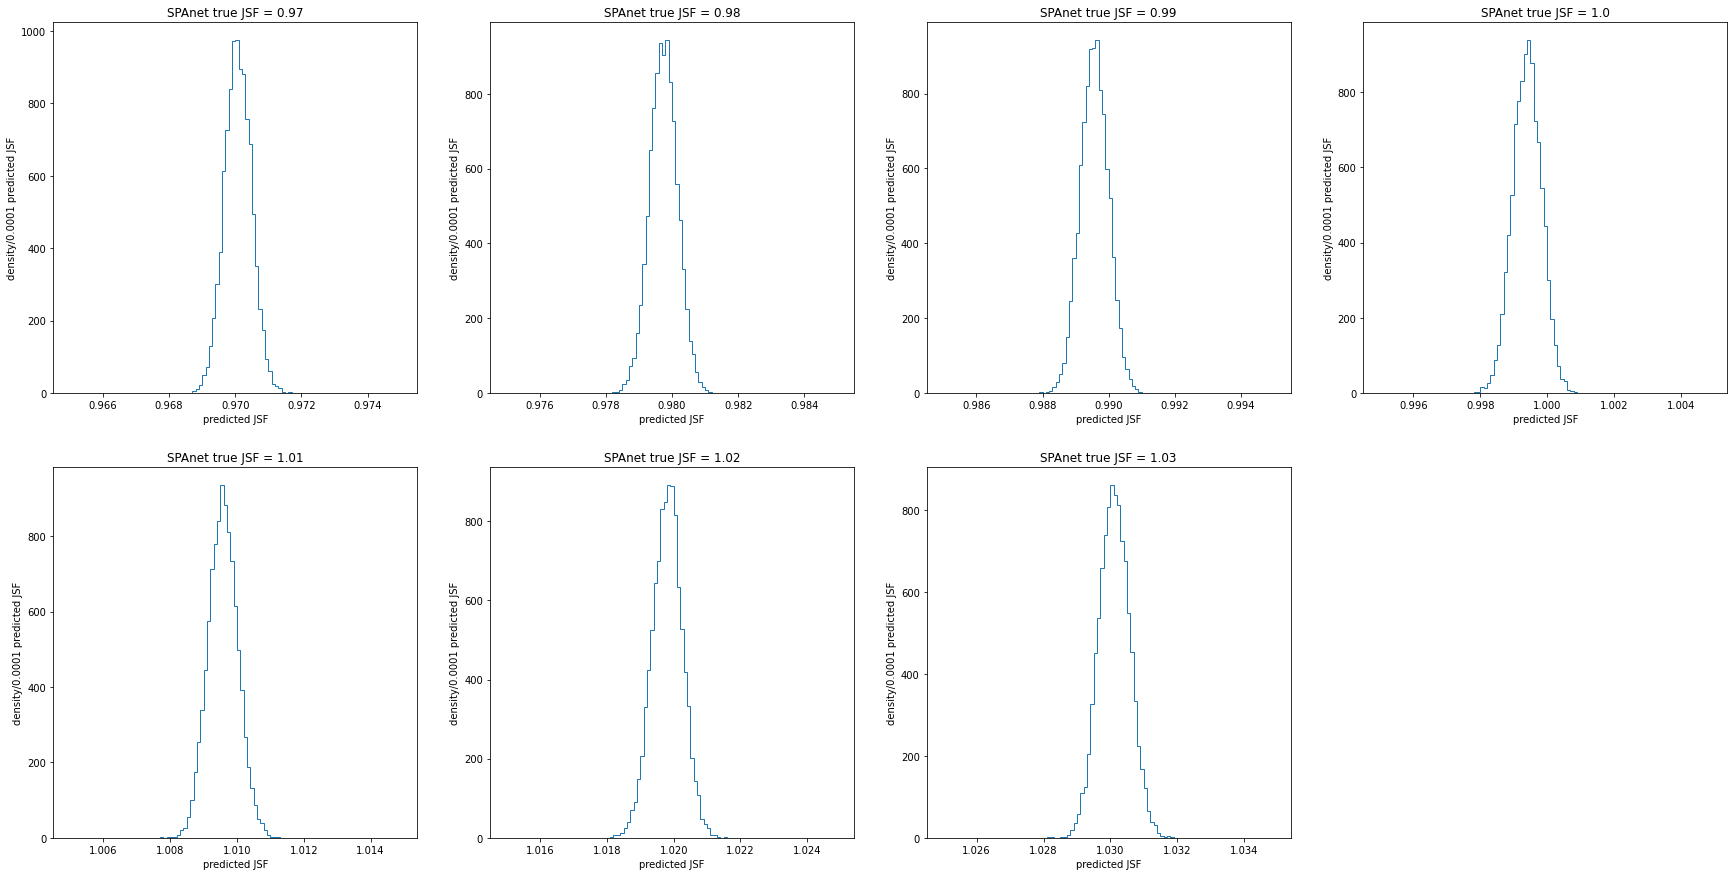 SPAnet true JSF = 0.97
1000
800
600
400
200
0
density/0.0001 predicted JSF
0.966 0.968 0.970 0.972 0.974
predicted JSF
SPAnet true JSF = 0.98
800
600
400
200
0
density/0.0001 predicted JSF
0.976 0.978 0.980 0.982 0.984
predicted JSF
SPAnet true JSF = 0.99
800
600
400
200
0
density/0.0001 predicted JSF
0.986 0.988 0.990 0.992 0.994
predicted JSF
SPAnet true JSF = 1.0
800
600
400
200
0
density/0.0001 predicted JSF
0.996 0.998 1.000 1.002 1.004
predicted JSF
SPAnet true JSF = 1.01
800
600
400
200
0
density/0.0001 predicted JSF
1.006 1.008 1.010 1.012 1.014
predicted JSF
SPAnet true JSF = 1.02
800
600
400
200
0
density/0.0001 predicted JSF
1.016 1.018 1.020 1.022 1.024
predicted JSF
SPAnet true JSF = 1.03
800
600
400
200
0
density/0.0001 predicted JSF
1.026 1.028 1.030 1.032 1.034
predicted JSF